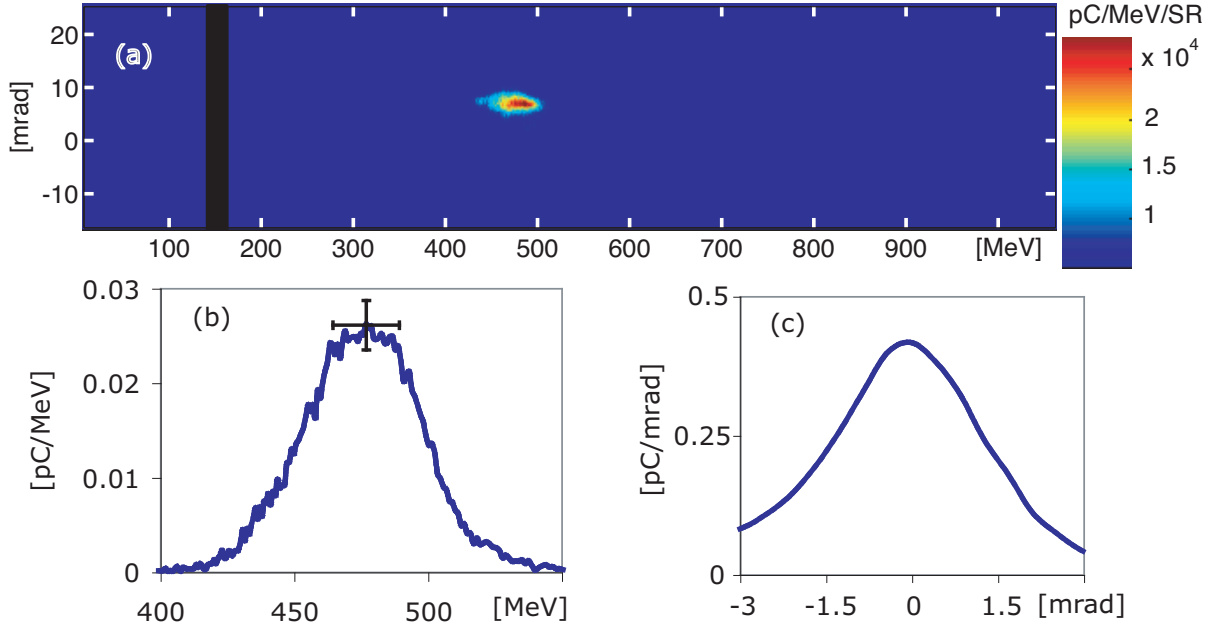 pC/MeV/SR
(a)
x 10^4
20
10
0
-10
[mrad]
2
1.5
1
100 200 300 400 500 600 700 800 900 [MeV]
(b)
0.03
0.02
0.01
0
[pC/MeV]
400 450 500 [MeV]
(c)
0.5
0.25
0
[pC/mrad]
-3 -1.5 0 1.5 [mrad]